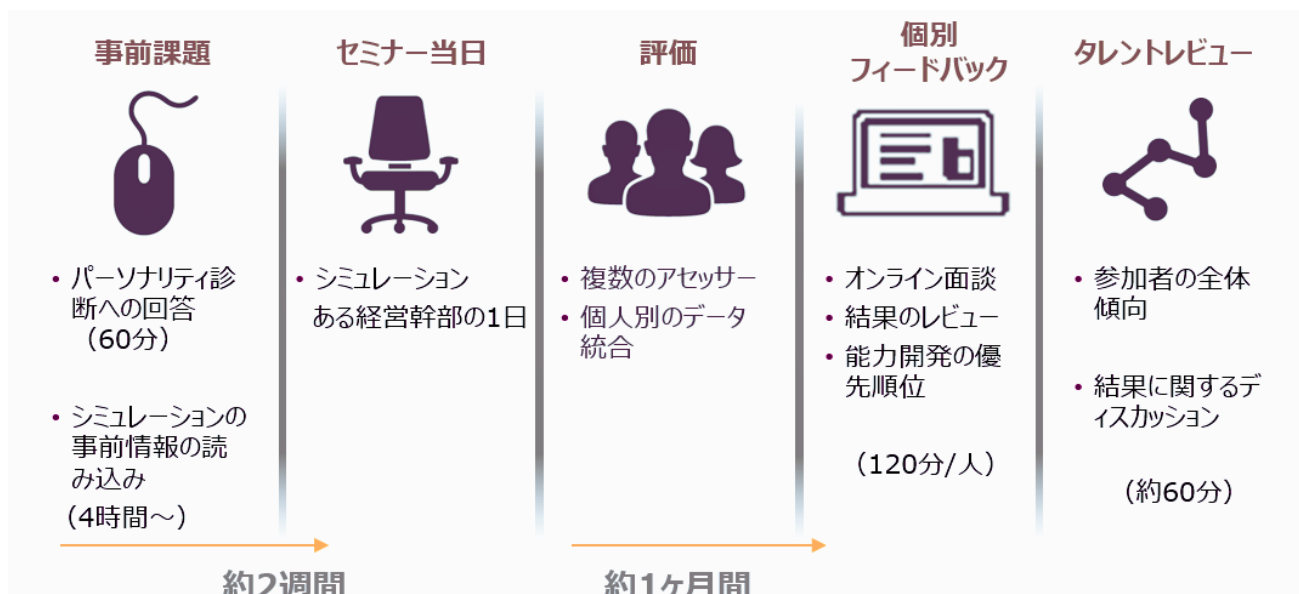 事前課題
セミナー当日
評価
個別
フィードバック
タレントレビュー
• パーソナリティ診
断への回答
（60分）
• シミュレーションの
事前情報の読
み込み
（4時間～）
• シミュレーション
ある経営幹部の1日
• 複数のアセッサー
• 個人別のデータ
統合
• オンライン面談
• 結果のレビュー
• 能力開発の優
先順位
（120分/人）
• 参加者の全体
傾向
• 結果に関するデ
ィスカッション
（約60分）
約2週間
約1ヶ月間